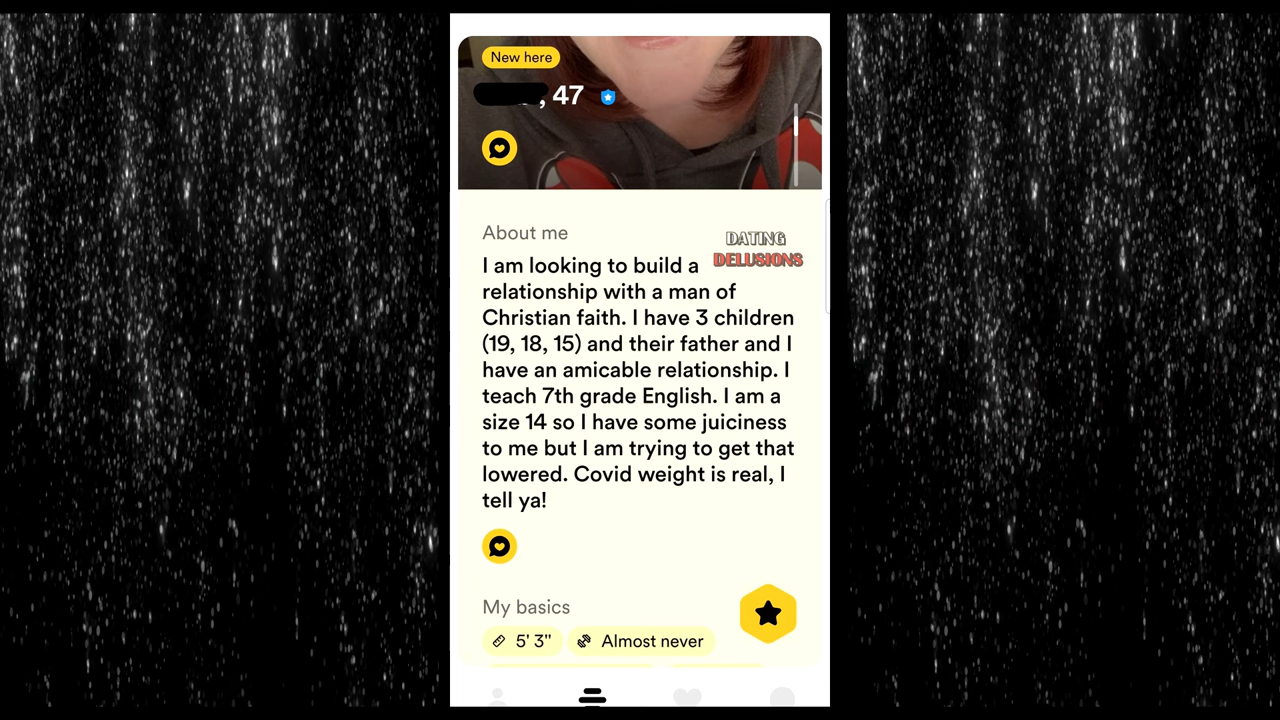 New here
, 47
About me
DATING
DELUSIONS
I am looking to build a
relationship with a man of
Christian faith. I have 3 children
(19, 18, 15) and their father and I
have an amicable relationship. I
teach 7th grade English. I am a
size 14 so I have some juiciness
to me but I am trying to get that
lowered. Covid weight is real, I
tell ya!
My basics
5' 3"
Almost never